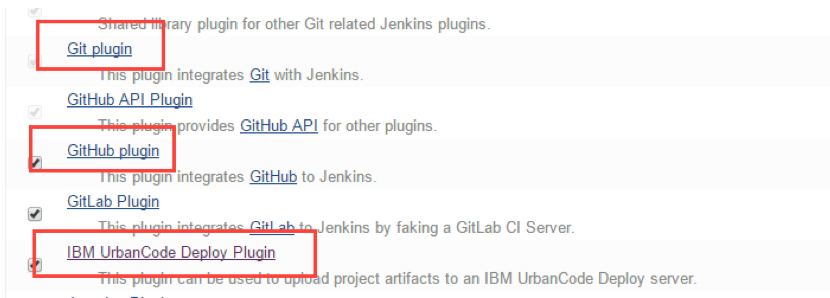 Shared library plugin for other Git related Jenkins plugins.
Git plugin
This plugin integrates Git with Jenkins.
GitHub API Plugin
This plugin provides GitHub API for other plugins.
GitHub plugin
This plugin integrates GitHub to Jenkins.
GitLab Plugin
This plugin integrates GitLab to Jenkins by faking a GitLab CI Server.
IBM UrbanCode Deploy Plugin
This plugin can be used to upload project artifacts to an IBM UrbanCode Deploy server.